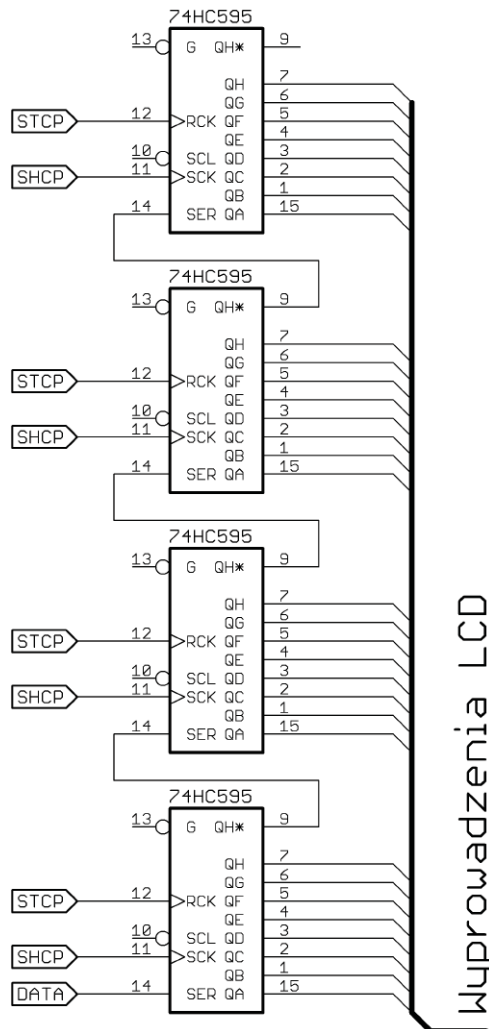 74HC595
13 G QH* 9
QH 7
QG 6
STCP 12 RCK QF 5
QE 4
10 SCL QD 3
SHCP 11 SCK QC 2
QB 1
14 SER QA 15
74HC595
13 G QH* 9
QH 7
QG 6
STCP 12 RCK QF 5
QE 4
10 SCL QD 3
SHCP 11 SCK QC 2
QB 1
14 SER QA 15
74HC595
13 G QH* 9
QH 7
QG 6
STCP 12 RCK QF 5
QE 4
10 SCL QD 3
SHCP 11 SCK QC 2
QB 1
14 SER QA 15
74HC595
13 G QH* 9
QH 7
QG 6
STCP 12 RCK QF 5
QE 4
10 SCL QD 3
SHCP 11 SCK QC 2
QB 1
DATA 14 SER QA 15
Wyprowadzenia LCD